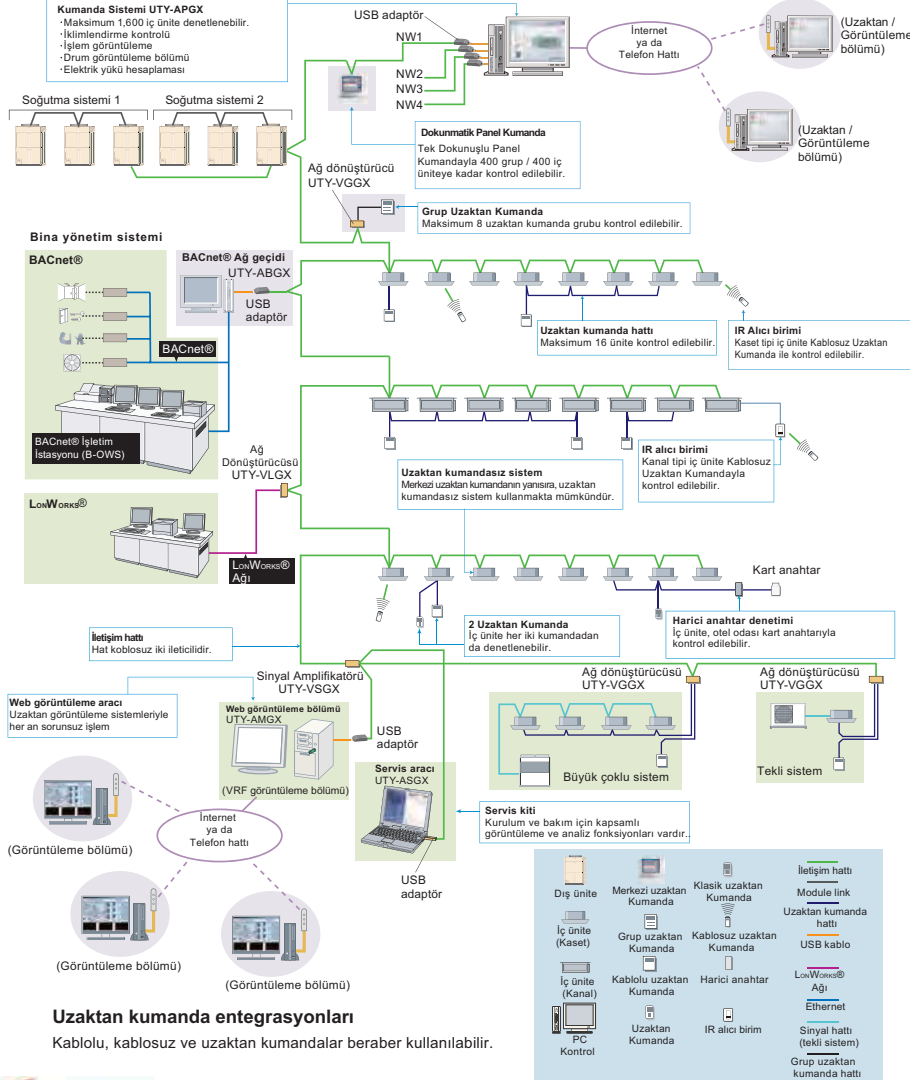 Kumanda Sistemi UTY-APGX
·Maksimum 1,600 iç ünite denetlenebilir.
·İklimlendirme kontrolü
·İşlem görüntüleme
·Drum görüntüleme bölümü
·Elektrik yükü hesaplaması
USB adaptör
NW1
NW2
NW3
NW4
İnternet
ya da
Telefon Hattı
(Uzaktan /
Görüntüleme
bölümü)
(Uzaktan /
Görüntüleme
bölümü)
Soğutma sistemi 1
Soğutma sistemi 2
Dokunmatik Panel Kumanda
Tek Dokunuşlu Panel
Kumandayla 400 grup / 400 iç
üniteye kadar kontrol edilebilir.
Ağ dönüştürücü
UTY-VGGX
Grup Uzaktan Kumanda
Maksimum 8 uzaktan kumanda grubu kontrol edilebilir.
Bina yönetim sistemi
BACnet®
BACnet® Ağ geçidi
UTY-ABGX
USB
adaptör
BACnet®
BACnet® İşletim
İstasyonu (B-OWS)
Uzaktan kumanda hattı
Maksimum 16 ünite kontrol edilebilir.
IR Alıcı birimi
Kaset tipi iç ünite Kablosuz Uzaktan
Kumanda ile kontrol edilebilir.
Ağ
Dönüştürücüsü
UTY-VLGX
Uzaktan kumandasız sistem
Merkezi uzaktan kumandanın yanısıra, uzaktan
kumandasız sistem kullanmakta mümkündür.
IR alıcı birimi
Kanal tipi iç ünite Kablosuz
Uzaktan Kumandayla
kontrol edilebilir.
LONWORKS®
LONWORKS®
Ağı
Kart anahtar
İletişim hattı
Hat koblosuz iki ileticilidir.
2 Uzaktan Kumanda
İç ünite her iki kumandadan
da denetlenebilir.
Harici anahtar denetimi
İç ünite, otel odası kart anahtarıyla
kontrol edilebilir.
Sinyal Amplifikatörü
UTY-VSGX
Ağ dönüştürücüsü
UTY-VGGX
Ağ dönüştürücüsü
UTY-VGGX
Web görüntüleme aracı
Uzaktan görüntüleme sistemleriyle
her an sorunsuz işlem
Web görüntüleme bölümü
UTY-AMGX
(VRF görüntüleme bölümü)
USB
adaptör
Servis aracı
UTY-ASGX
Büyük çoklu sistem
Tekli sistem
Servis kiti
Kurulum ve bakım için kapsamlı
görüntüleme ve analiz fonksiyonları vardır..
USB
adaptör
İnternet
ya da
Telefon hattı
(Görüntüleme bölümü)
(Görüntüleme bölümü)
(Görüntüleme bölümü)
Dış ünite
Merkezi uzaktan
Kumanda
Klasik uzaktan
Kumanda
İletişim hattı
Module link
Uzaktan kumanda
hattı
İç ünite
(Kaset)
Grup uzaktan
Kumanda
Kablosuz uzaktan
Kumanda
USB kablo
İç ünite
(Kanal)
Kablolu uzaktan
Kumanda
Harici anahtar
LONWORKS®
Ağı
Ethernet
PC
Kontrol
Uzaktan
Kumanda
IR alıcı birim
Sinyal hattı
(tekli sistem)
Grup uzaktan
kumanda hattı
Uzaktan kumanda entegrasyonları
Kablolu, kablosuz ve uzaktan kumandalar beraber kullanılabilir.